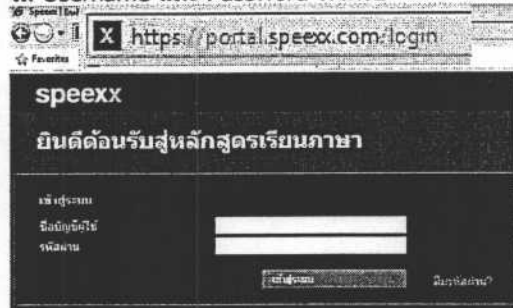 X https://portal.speexx.com/login
Favorites
speexx
ยินดีต้อนรับสู่หลักสูตรเรียนภาษา
เข้าสู่ระบบ
ชื่อบัญชีผู้ใช้
รหัสผ่าน
เข้าสู่ระบบ ลืมรหัสผ่าน?